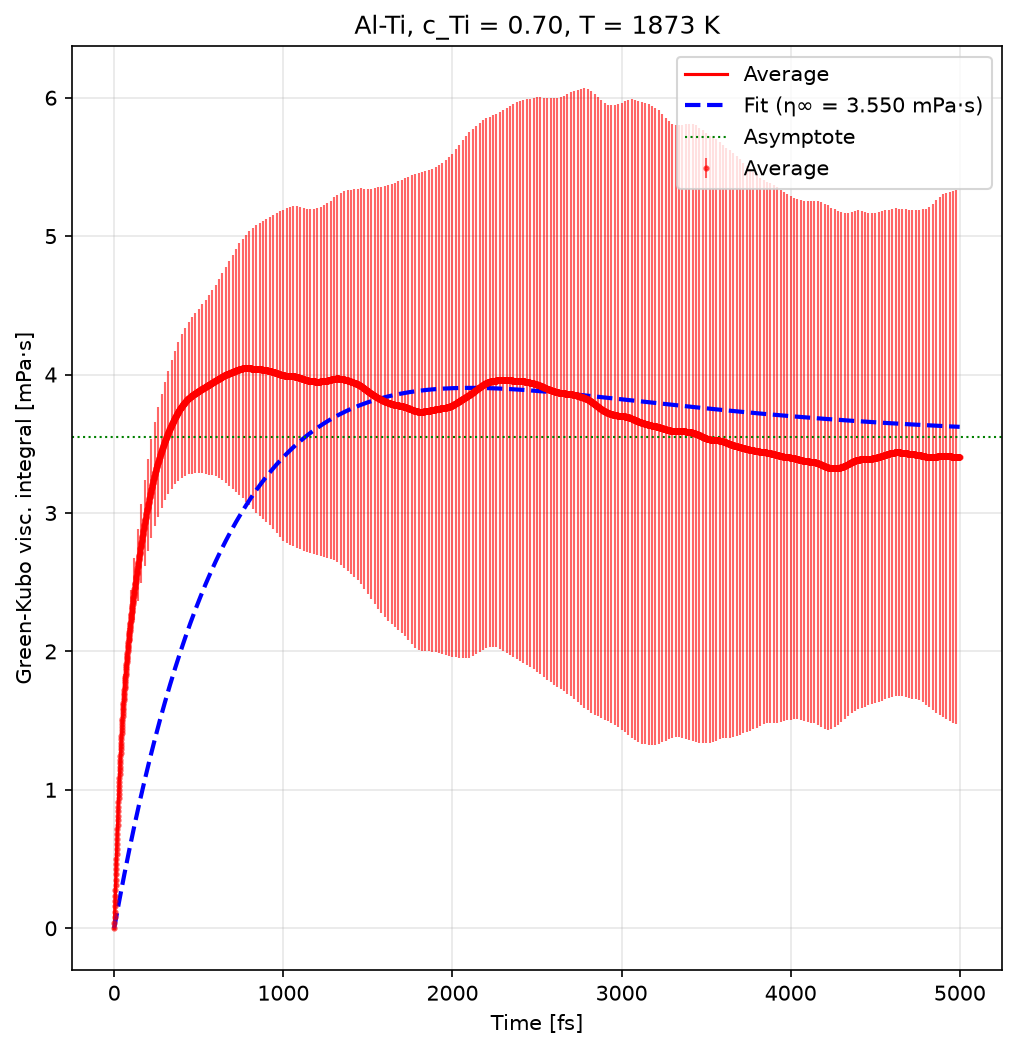 Al-Ti, c_Ti = 0.70, T = 1873 K
Average
Fit (η∞ = 3.550 mPa·s)
Asymptote
Average
Green-Kubo visc. integral [mPa·s]
6
5
4
3
2
1
0
0 1000 2000 3000 4000 5000
Time [fs]